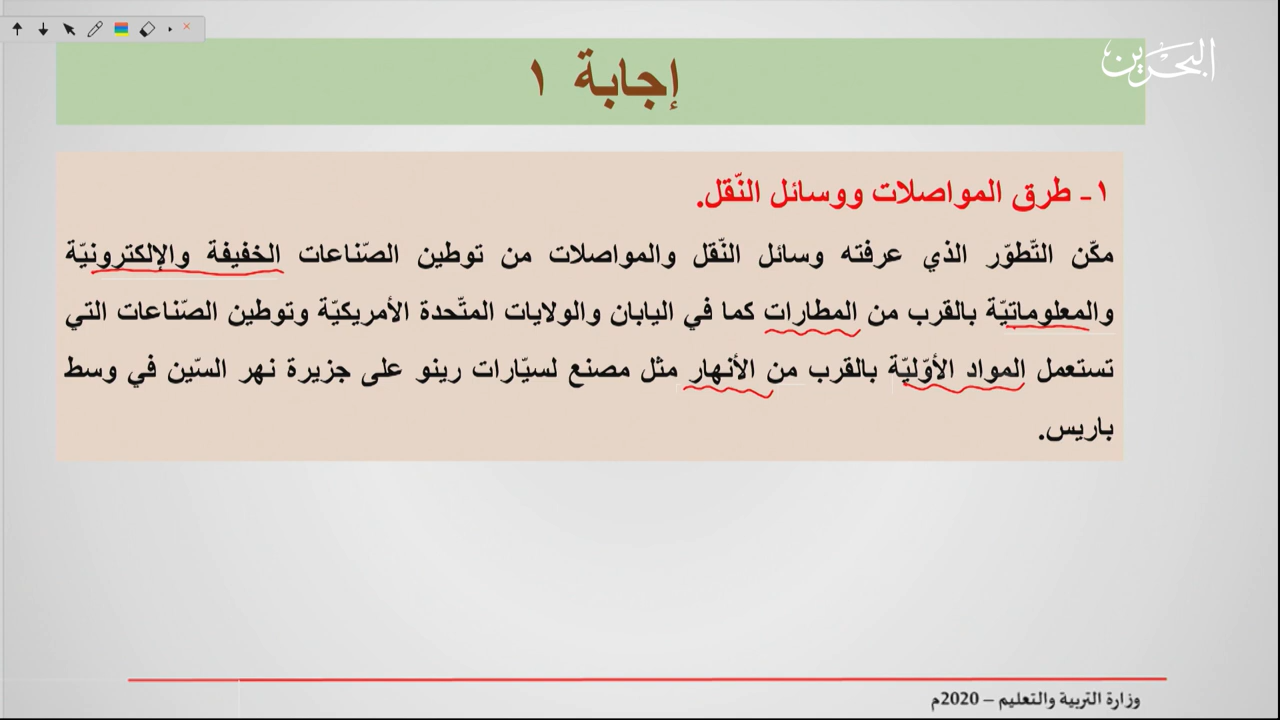 البحرين
إجابة ١
١- طرق المواصلات ووسائل النّقل.
مكّن التّطوّر الذي عرفته وسائل النّقل والمواصلات من توطين الصّناعات الخفيفة والإلكترونيّة
والمعلوماتيّة بالقرب من المطارات كما في اليابان والولايات المتّحدة الأمريكيّة وتوطين الصّناعات التي
تستعمل المواد الأوّليّة بالقرب من الأنهار مثل مصنع لسيّارات رينو على جزيرة نهر السّين في وسط
باريس.
وزارة التربية والتعليم – 2020م